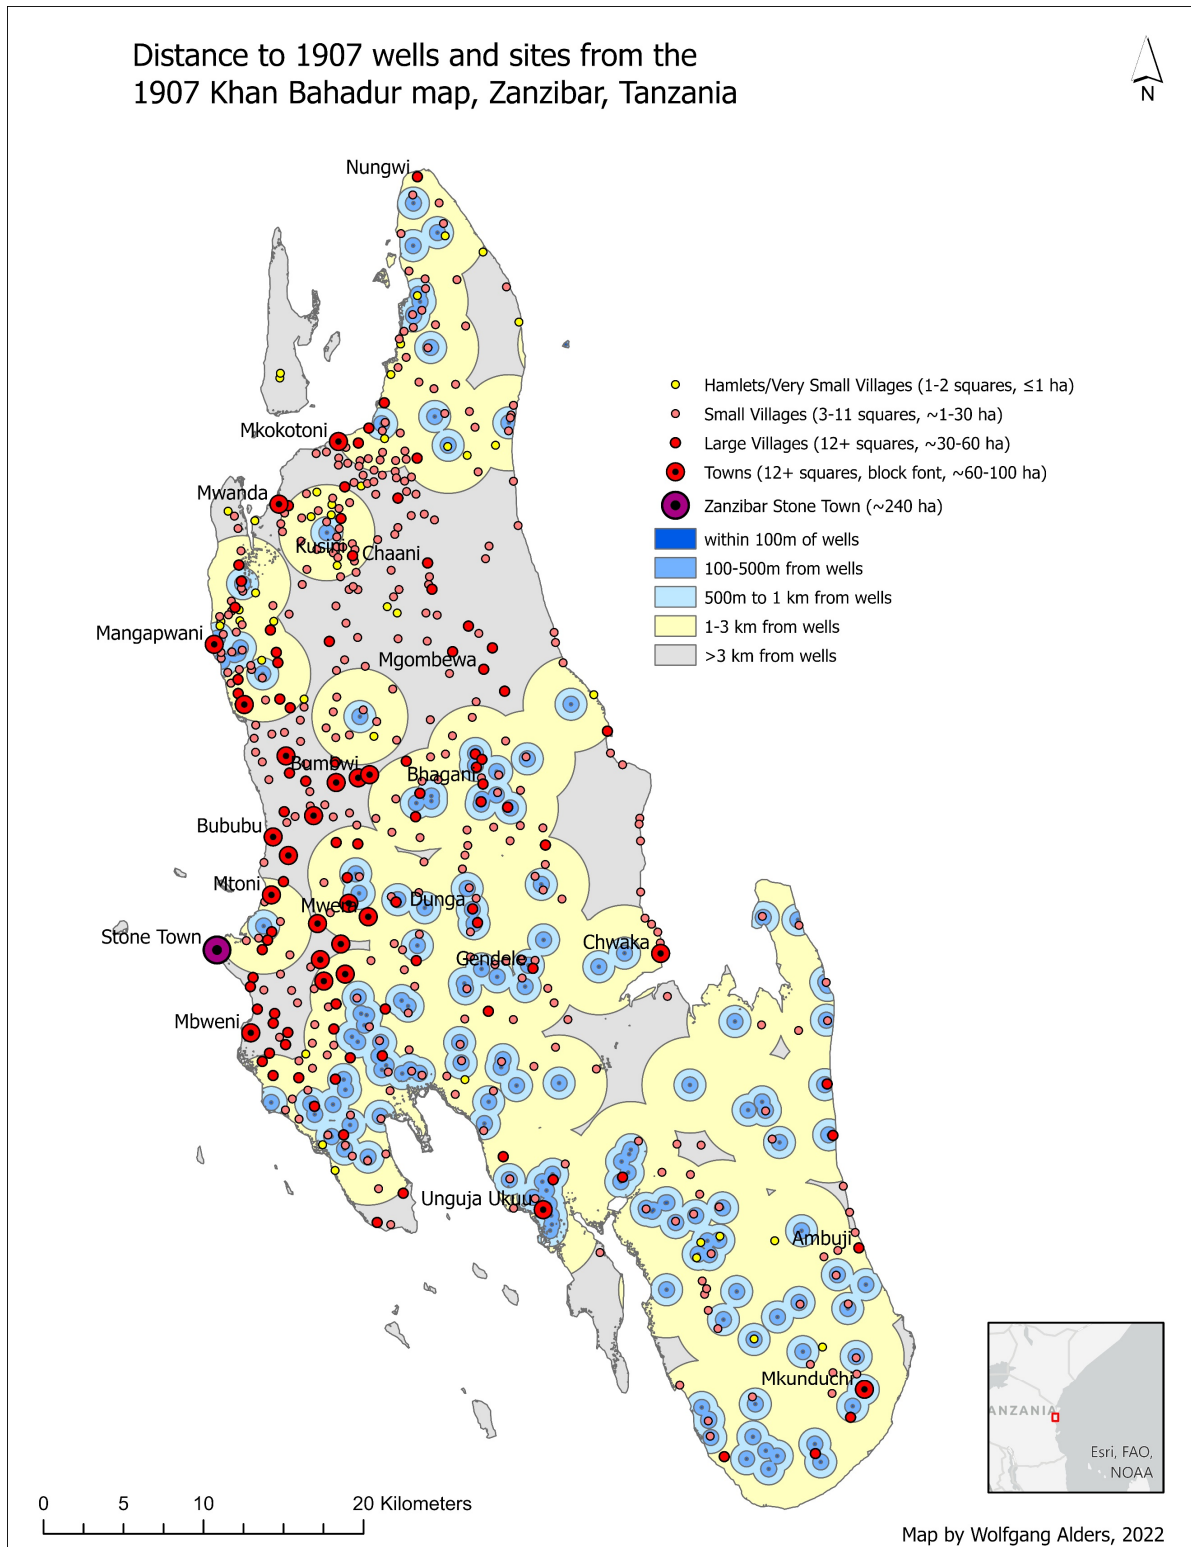 Distance to 1907 wells and sites from the
1907 Khan Bahadur map, Zanzibar, Tanzania
N
Nungwi
Hamlets/Very Small Villages (1-2 squares, ≤1 ha)
Small Villages (3-11 squares, ~1-30 ha)
Large Villages (12+ squares, ~30-60 ha)
Towns (12+ squares, block font, ~60-100 ha)
Zanzibar Stone Town (~240 ha)
within 100m of wells
100-500m from wells
500m to 1 km from wells
1-3 km from wells
>3 km from wells
Mkokotoni
Mwanda
Kusini
Chaani
Mangapwani
Mgombewa
Bumbwi
Bhagani
Bububu
Mtoni
Mwera
Dunga
Stone Town
Gendele
Chwaka
Mbweni
Unguja Ukuu
Ambuji
Mkunduchi
ANZANIA
Esri, FAO,
NOAA
0 5 10 20 Kilometers
Map by Wolfgang Alders, 2022